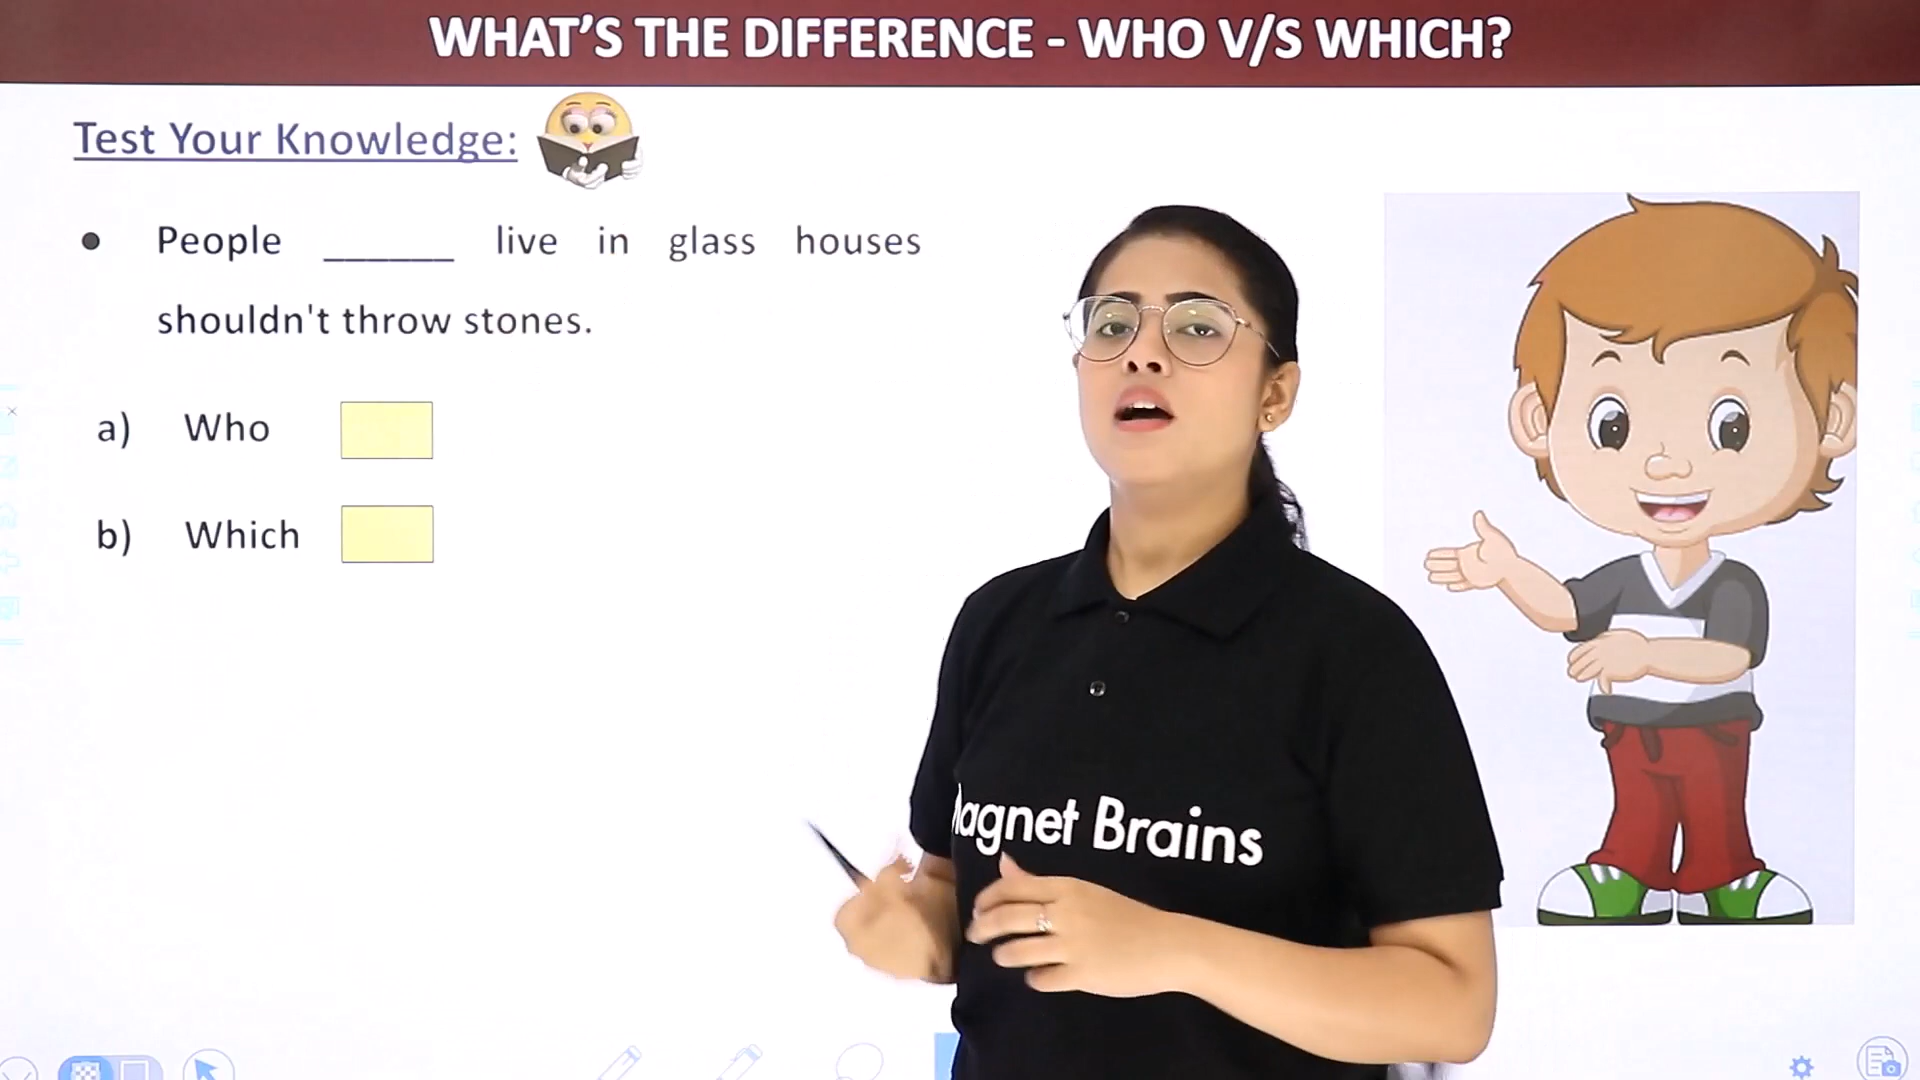 WHAT'S THE DIFFERENCE - WHO V/S WHICH?
Test Your Knowledge:
● People ______ live in glass houses
shouldn't throw stones.
a) Who
b) Which
Magnet Brains